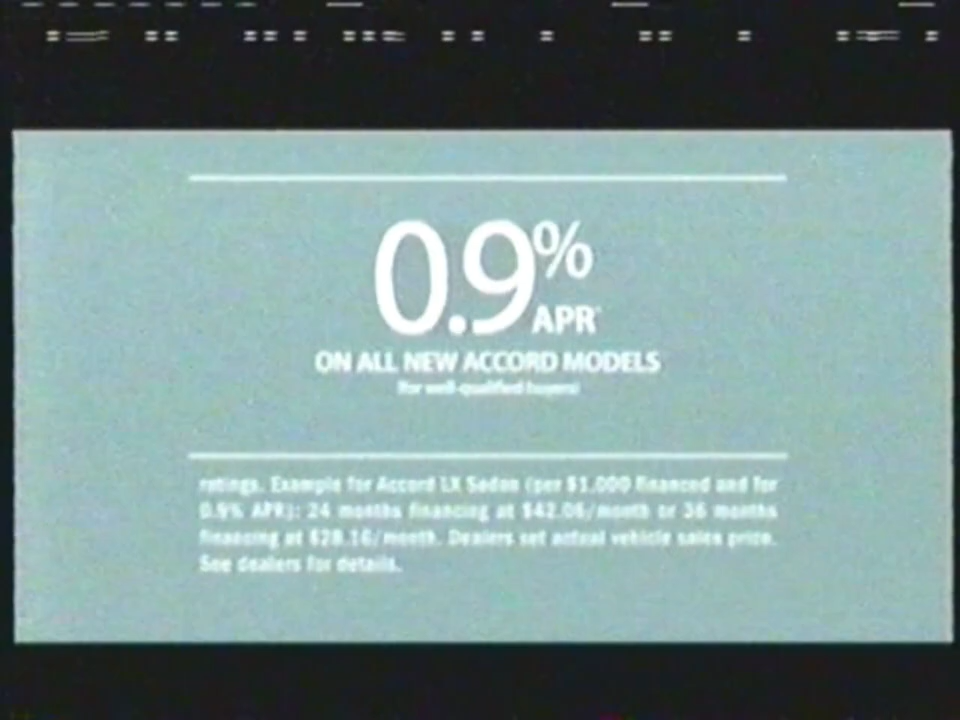 0.9%
APR*
ON ALL NEW ACCORD MODELS
(for well-qualified buyers)
ratings. Example for Accord LX Sedan (per $1,000 financed and for
0.9% APR): 24 months financing at $42.06/month or 36 months
financing at $28.16/month. Dealers set actual vehicle sales price.
See dealers for details.